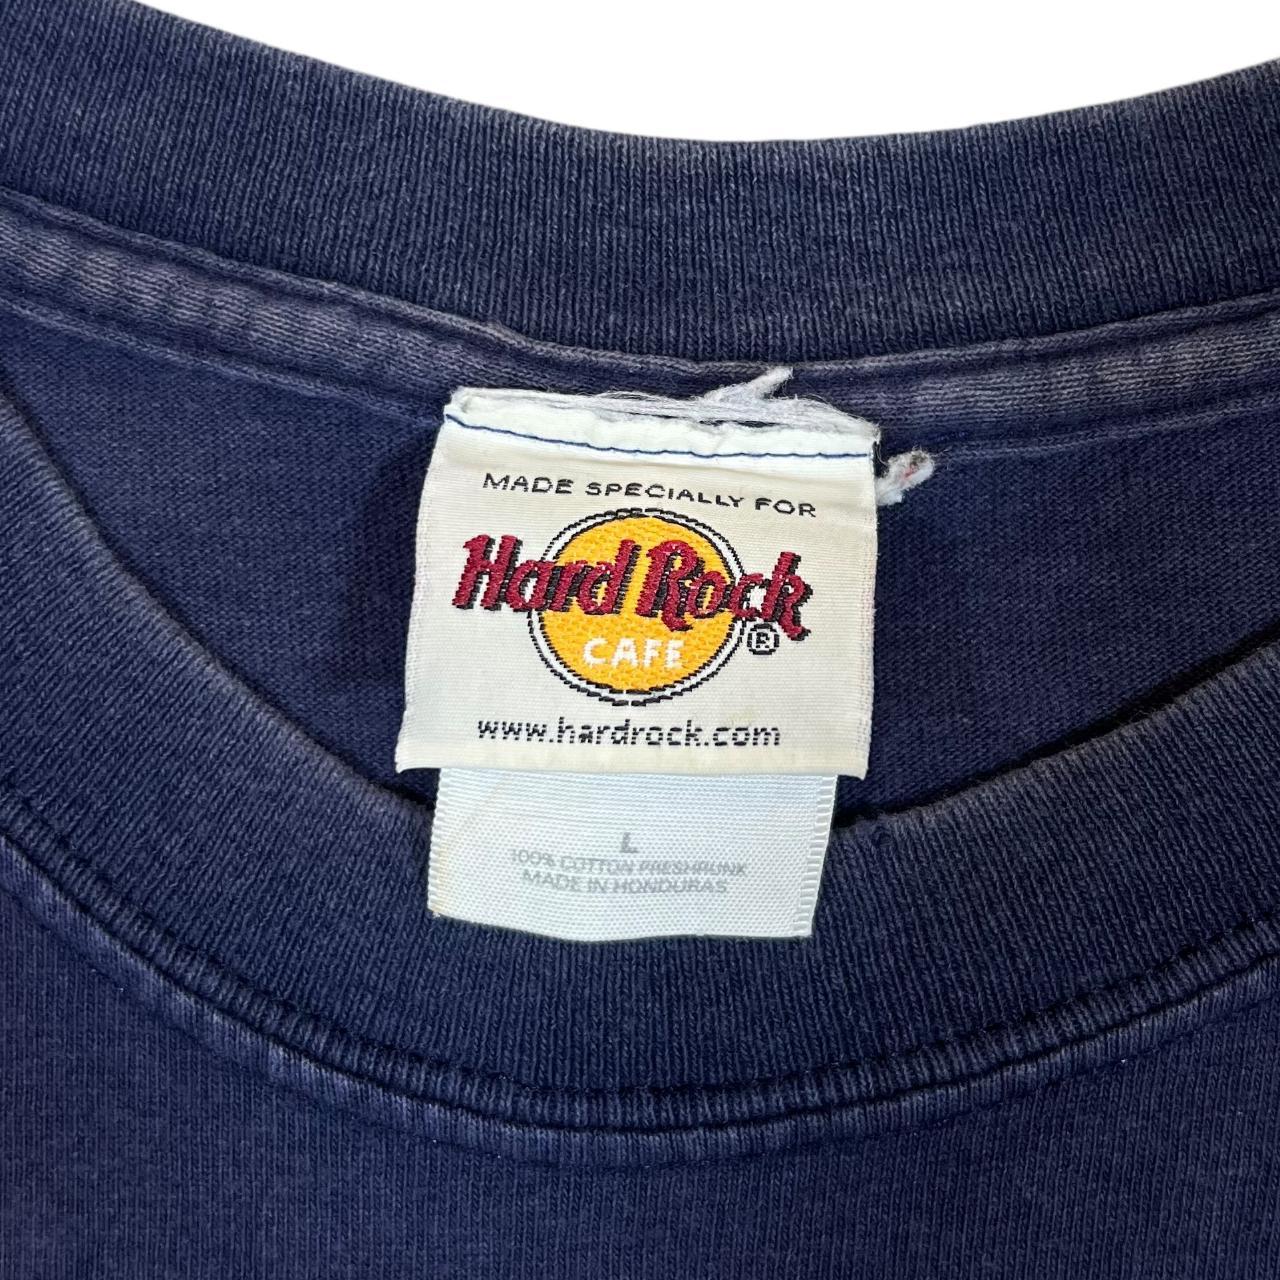 MADE SPECIALLY FOR
Hard Rock
CAFE ®
www.hardrock.com
L
100% COTTON PRESHRUNK
MADE IN HONDURAS